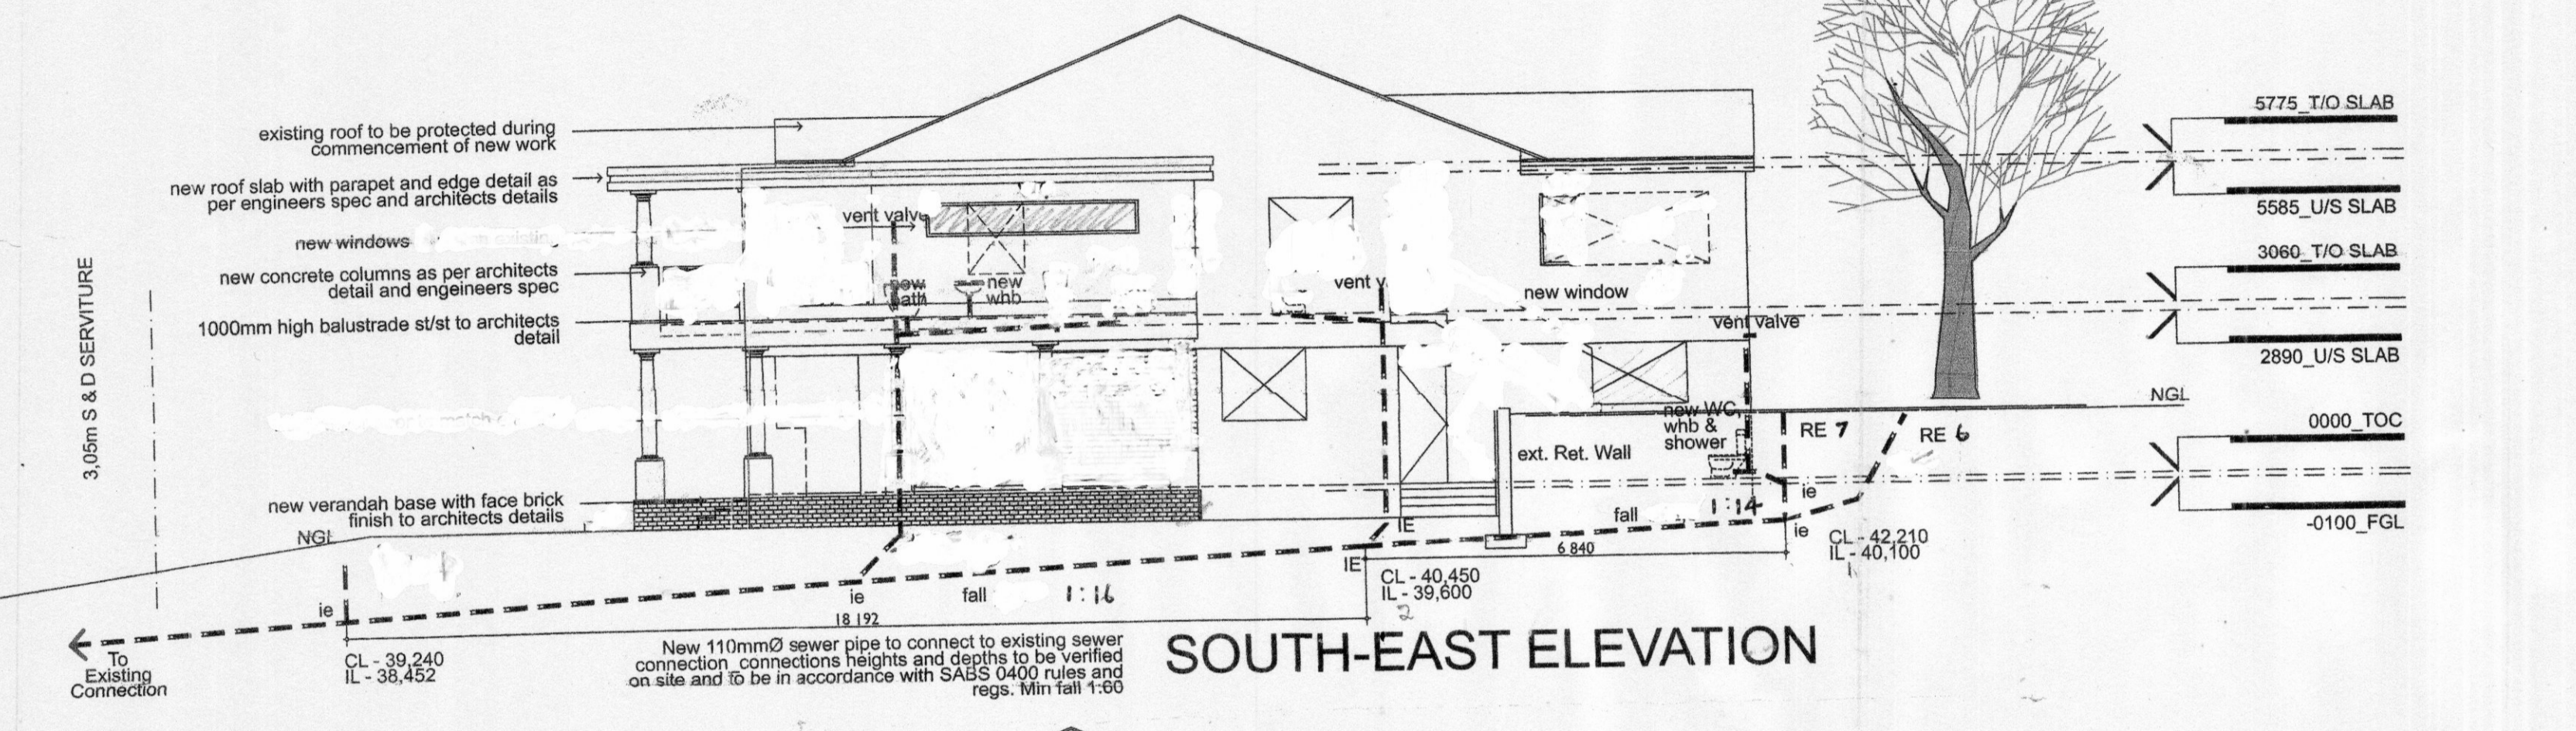 existing roof to be protected during
commencement of new work
new roof slab with parapet and edge detail as
per engineers spec and architects details
new windows
new concrete columns as per architects
detail and engeineers spec
1000mm high balustrade st/st to architects
detail
3,05m S & D SERVITURE
new verandah base with face brick
finish to architects details
NGL
vent valve
new
bath
new
whb
vent v
new window
vent valve
new WC,
whb &
shower
ext. Ret. Wall
RE 7
RE 6
NGL
5775_T/O SLAB
5585_U/S SLAB
3060_T/O SLAB
2890_U/S SLAB
0000_TOC
-0100_FGL
ie
ie
fall 1:14
6 840
IE
IE
CL - 42,210
IL - 40,100
1
CL - 40,450
IL - 39,600
2
ie
fall 1:16
18 192
ie
To
Existing
Connection
CL - 39,240
IL - 38,452
New 110mmØ sewer pipe to connect to existing sewer
connection_connections heights and depths to be verified
on site and to be in accordance with SABS 0400 rules and
regs. Min fall 1:60
SOUTH-EAST ELEVATION